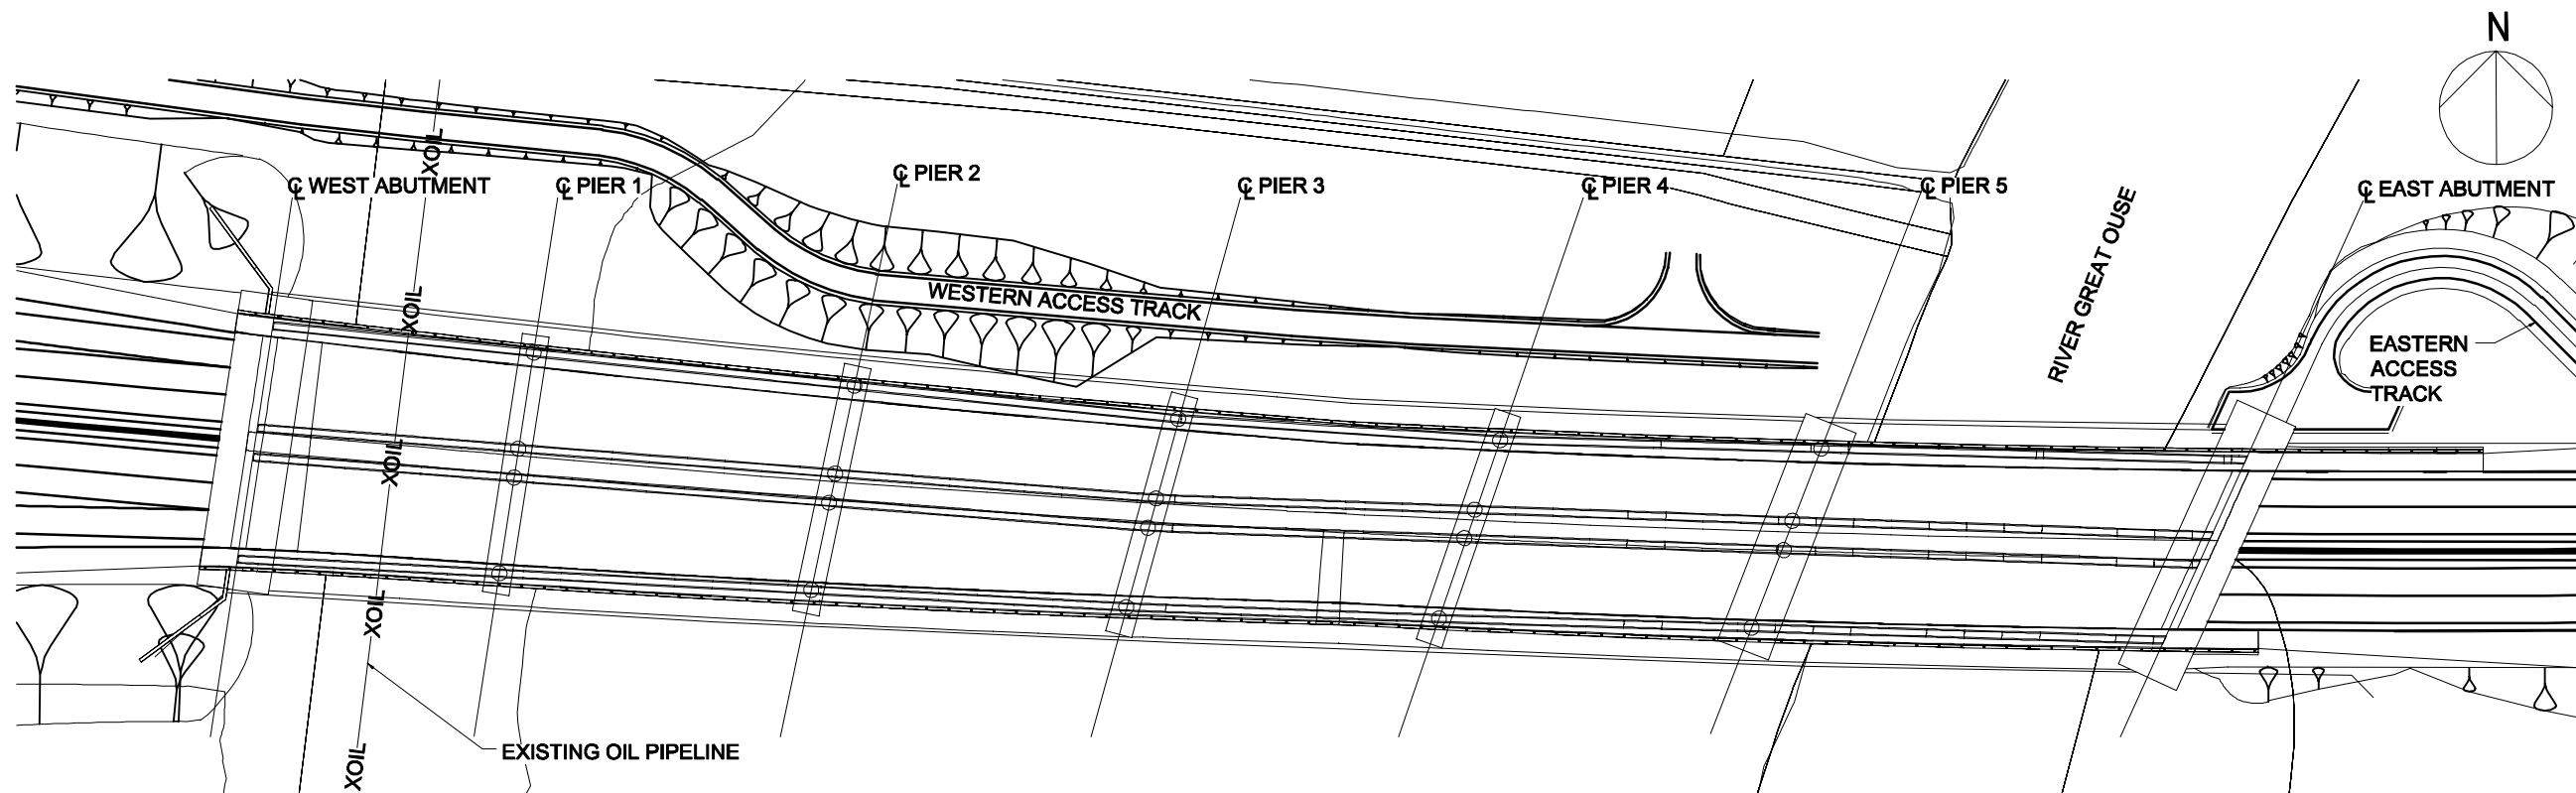 N
℄ WEST ABUTMENT
℄ PIER 1
℄ PIER 2
℄ PIER 3
℄ PIER 4
℄ PIER 5
℄ EAST ABUTMENT
XOIL
XOIL
XOIL
XOIL
XOIL
WESTERN ACCESS TRACK
RIVER GREAT OUSE
EASTERN
ACCESS
TRACK
EXISTING OIL PIPELINE